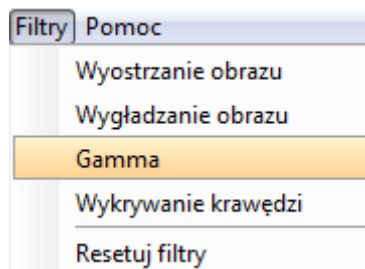 Filtry Pomoc
Wyostrzanie obrazu
Wygładzanie obrazu
Gamma
Wykrywanie krawędzi
Resetuj filtry